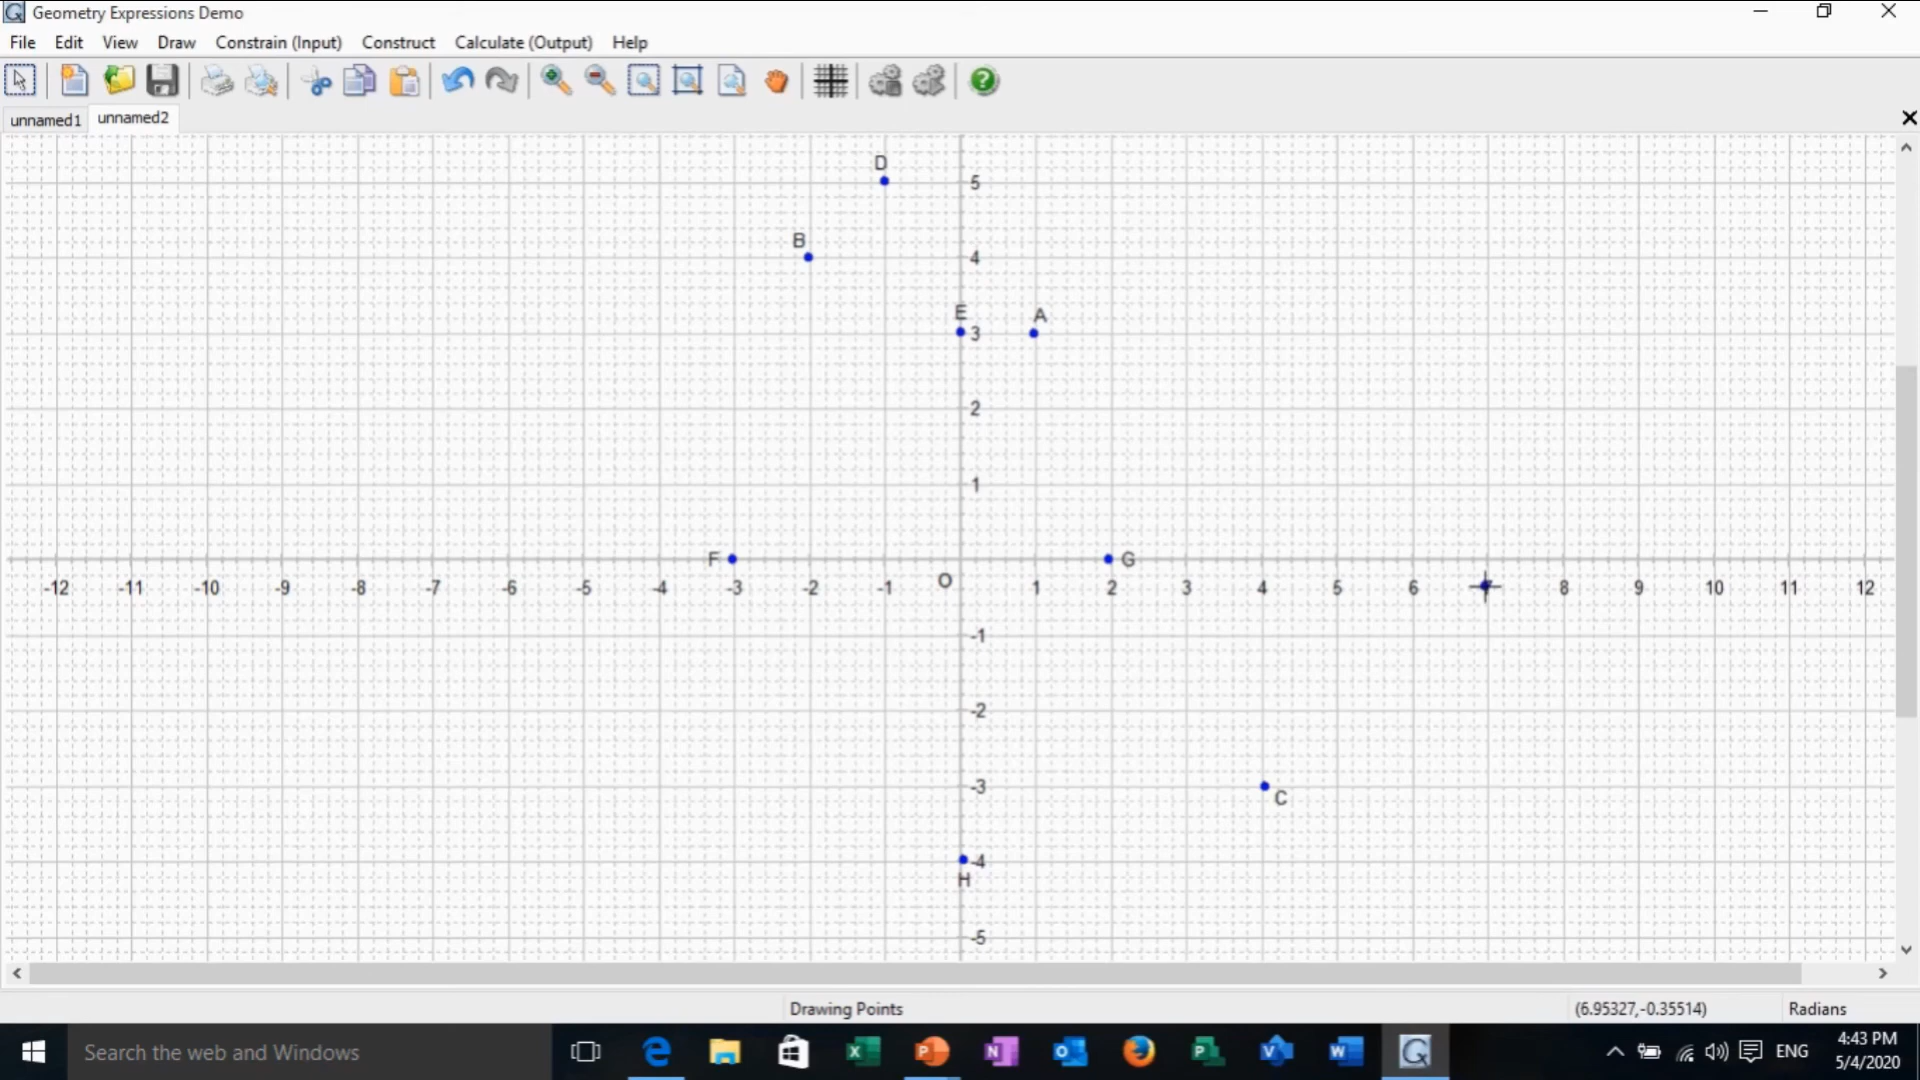 Geometry Expressions Demo
File Edit View Draw Constrain (Input) Construct Calculate (Output) Help
unnamed1 unnamed2
D
5
B
4
E A
3
2
1
F G
O
-12 -11 -10 -9 -8 -7 -6 -5 -4 -3 -2 -1 1 2 3 4 5 6 7 8 9 10 11 12
-1
-2
-3
C
-4
H
-5
Drawing Points (6.95327,-0.35514) Radians
Search the web and Windows ENG 4:43 PM
5/4/2020